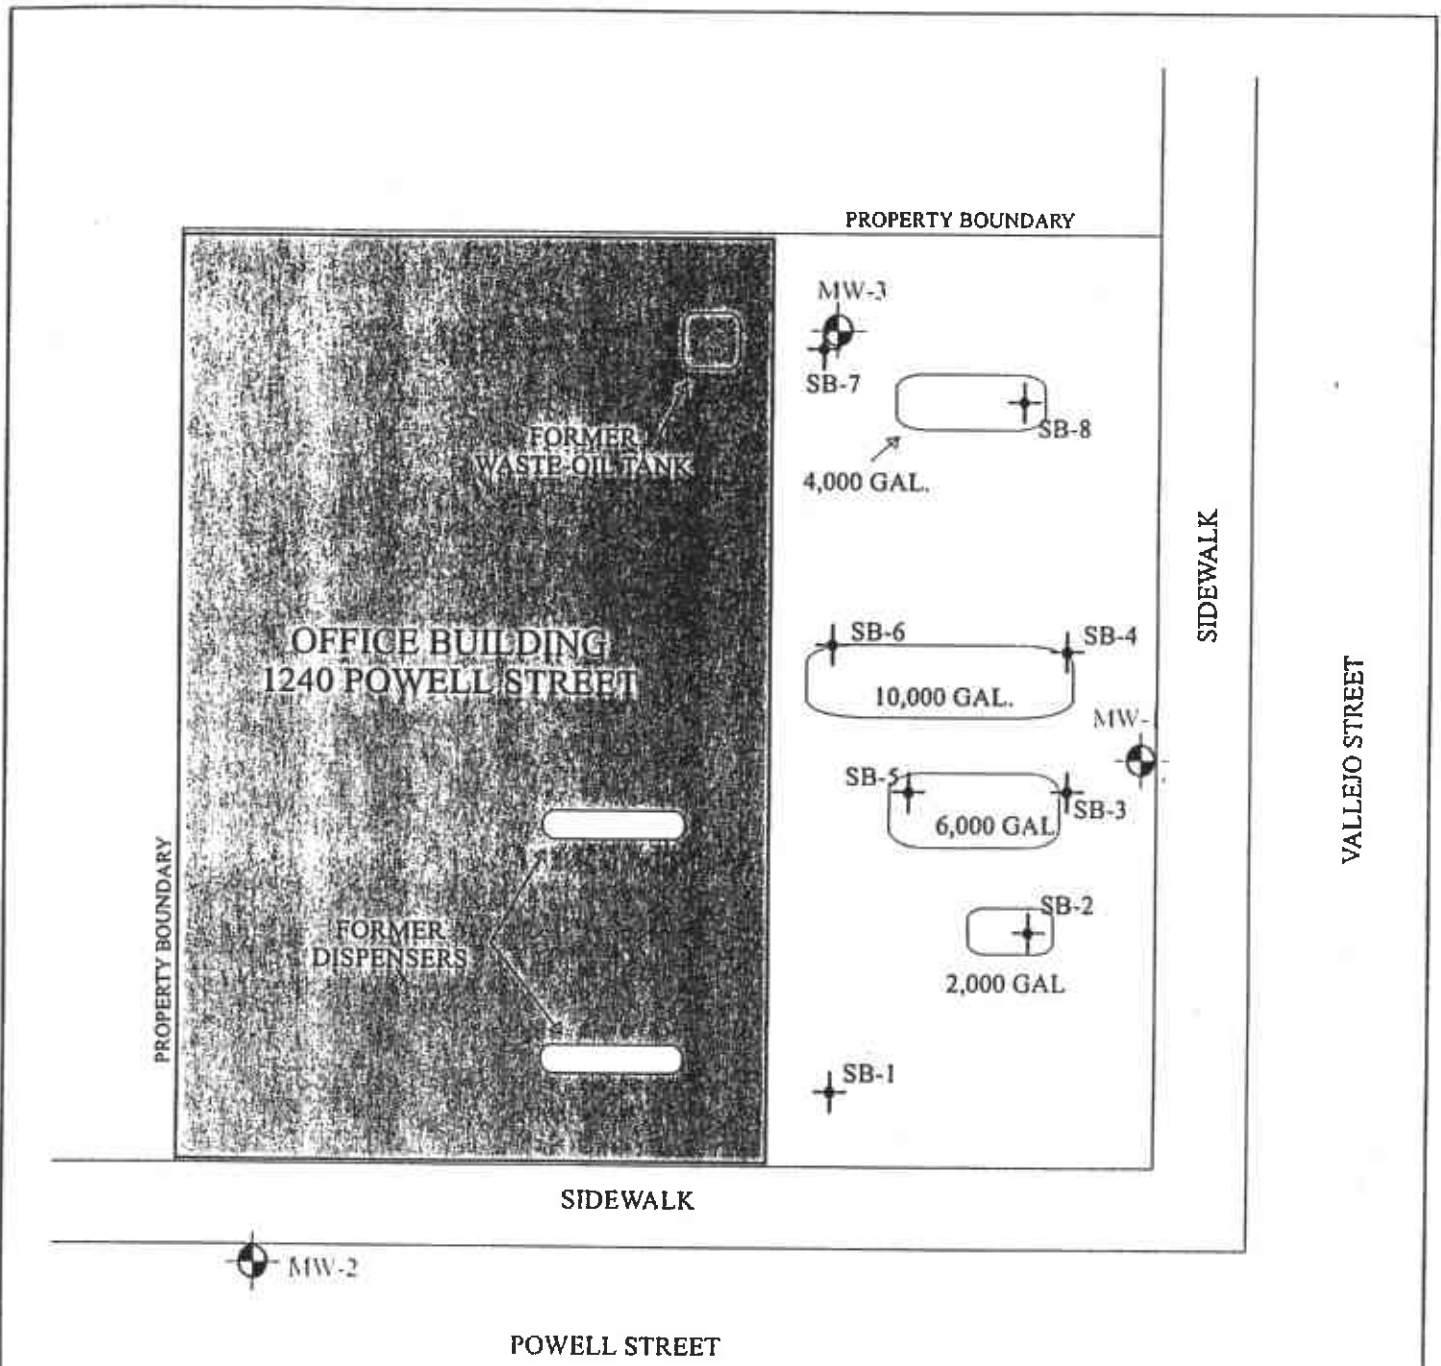 PROPERTY BOUNDARY
MW-3
SB-7
SB-8
FORMER
WASTE-OIL TANK
4,000 GAL.
SIDEWALK
OFFICE BUILDING
1240 POWELL STREET
SB-6
SB-4
10,000 GAL.
MW-1
VALLEJO STREET
SB-5
SB-3
6,000 GAL
PROPERTY BOUNDARY
SB-2
FORMER
DISPENSERS
2,000 GAL
SB-1
SIDEWALK
MW-2
POWELL STREET